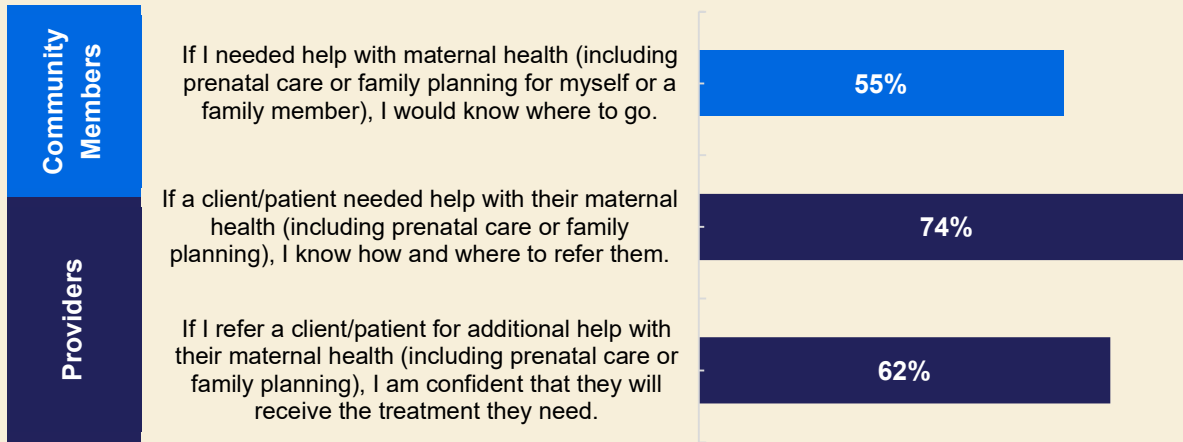 Community
Members
If I needed help with maternal health (including
prenatal care or family planning for myself or a
family member), I would know where to go.
55%
Providers
If a client/patient needed help with their maternal
health (including prenatal care or family
planning), I know how and where to refer them.
74%
If I refer a client/patient for additional help with
their maternal health (including prenatal care or
family planning), I am confident that they will
receive the treatment they need.
62%